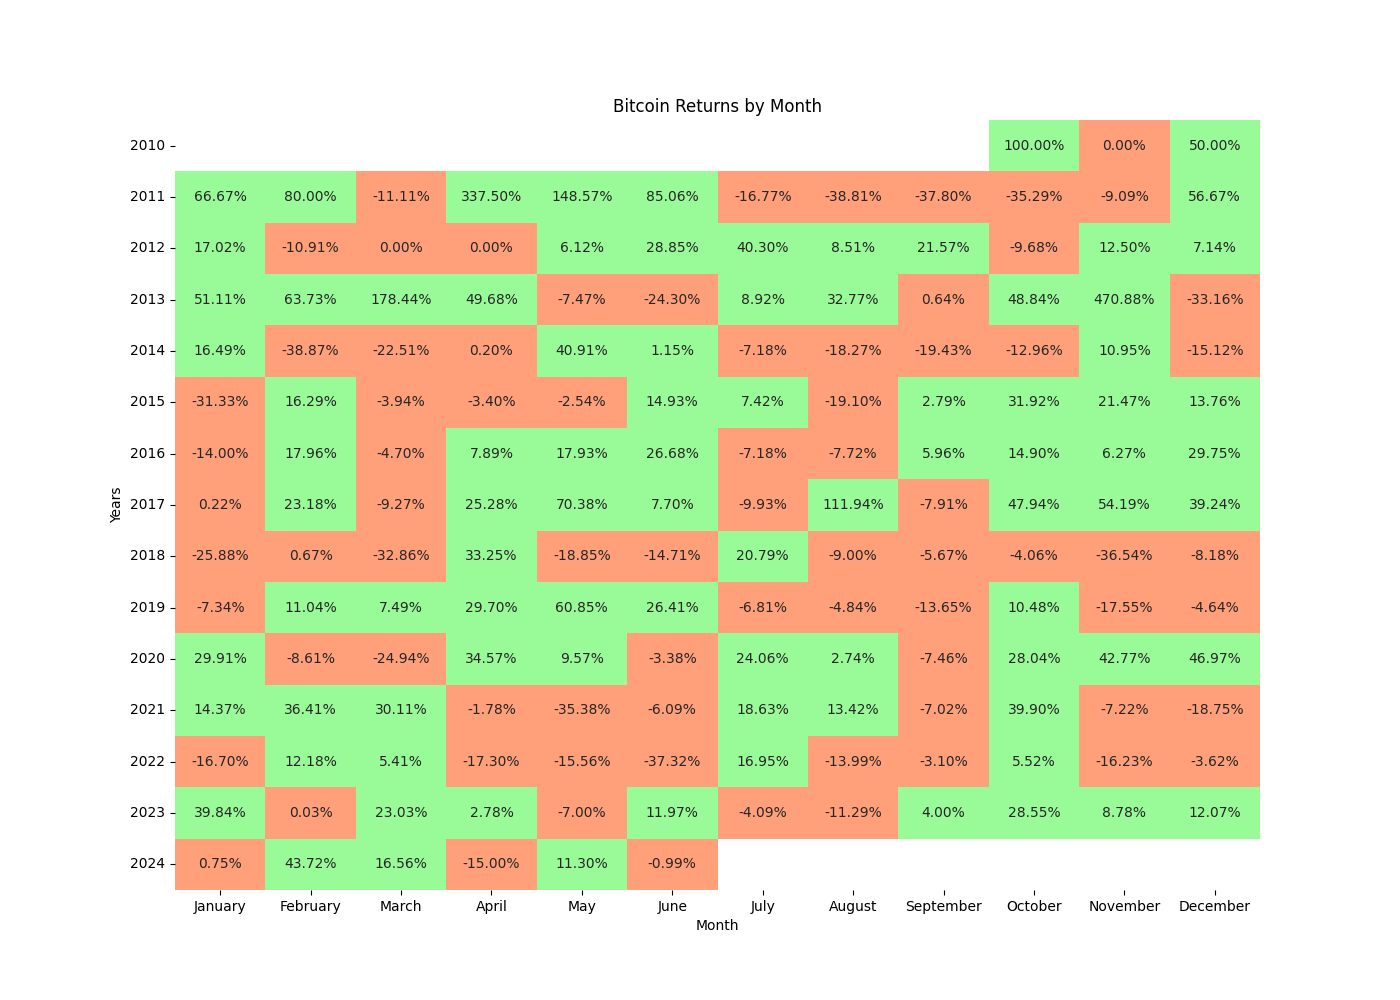 Bitcoin Returns by Month
2010 100.00% 0.00% 50.00%
2011 66.67% 80.00% -11.11% 337.50% 148.57% 85.06% -16.77% -38.81% -37.80% -35.29% -9.09% 56.67%
2012 17.02% -10.91% 0.00% 0.00% 6.12% 28.85% 40.30% 8.51% 21.57% -9.68% 12.50% 7.14%
2013 51.11% 63.73% 178.44% 49.68% -7.47% -24.30% 8.92% 32.77% 0.64% 48.84% 470.88% -33.16%
2014 16.49% -38.87% -22.51% 0.20% 40.91% 1.15% -7.18% -18.27% -19.43% -12.96% 10.95% -15.12%
2015 -31.33% 16.29% -3.94% -3.40% -2.54% 14.93% 7.42% -19.10% 2.79% 31.92% 21.47% 13.76%
2016 -14.00% 17.96% -4.70% 7.89% 17.93% 26.68% -7.18% -7.72% 5.96% 14.90% 6.27% 29.75%
Years
2017 0.22% 23.18% -9.27% 25.28% 70.38% 7.70% -9.93% 111.94% -7.91% 47.94% 54.19% 39.24%
2018 -25.88% 0.67% -32.86% 33.25% -18.85% -14.71% 20.79% -9.00% -5.67% -4.06% -36.54% -8.18%
2019 -7.34% 11.04% 7.49% 29.70% 60.85% 26.41% -6.81% -4.84% -13.65% 10.48% -17.55% -4.64%
2020 29.91% -8.61% -24.94% 34.57% 9.57% -3.38% 24.06% 2.74% -7.46% 28.04% 42.77% 46.97%
2021 14.37% 36.41% 30.11% -1.78% -35.38% -6.09% 18.63% 13.42% -7.02% 39.90% -7.22% -18.75%
2022 -16.70% 12.18% 5.41% -17.30% -15.56% -37.32% 16.95% -13.99% -3.10% 5.52% -16.23% -3.62%
2023 39.84% 0.03% 23.03% 2.78% -7.00% 11.97% -4.09% -11.29% 4.00% 28.55% 8.78% 12.07%
2024 0.75% 43.72% 16.56% -15.00% 11.30% -0.99%
January February March April May June July August September October November December
Month